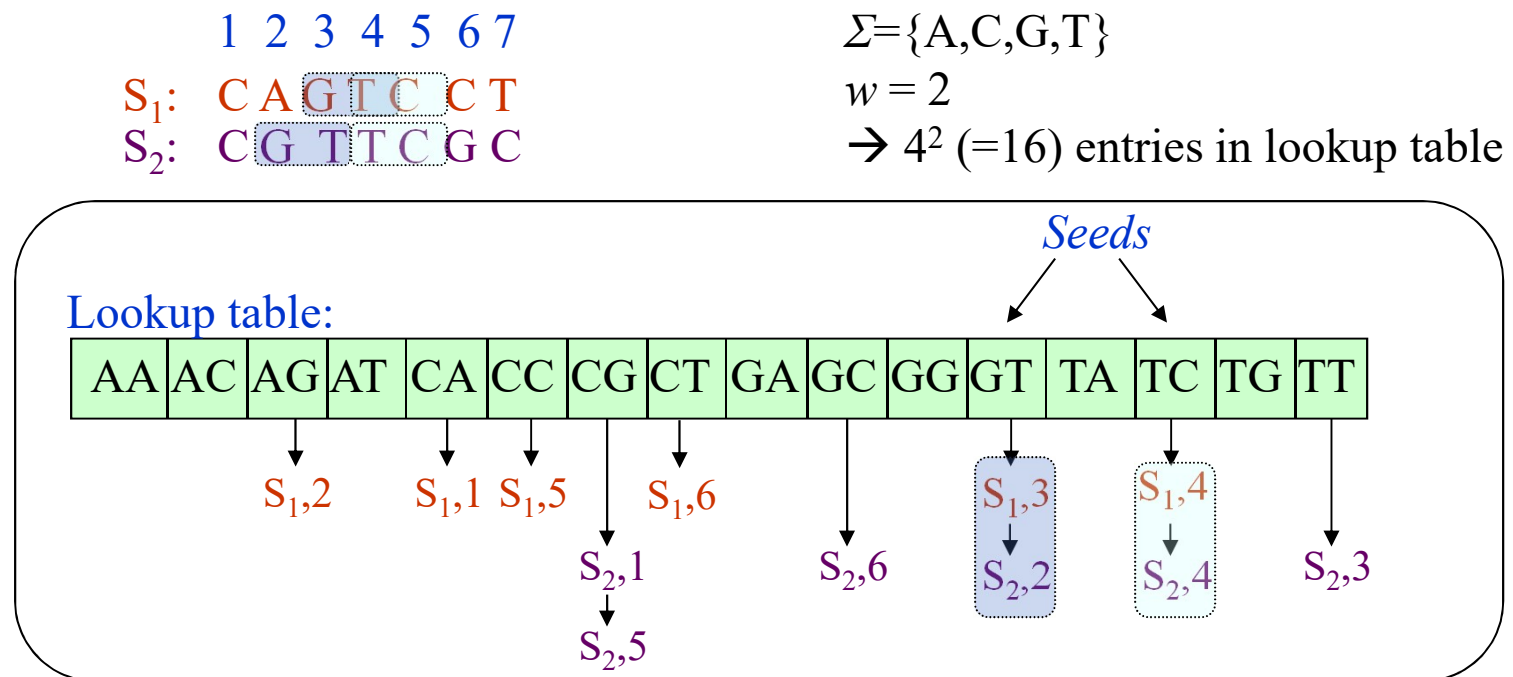 1 2 3 4 5 6 7
S₁: C A G T C C T
S₂: C G T T C G C
Σ={A,C,G,T}
w = 2
→ 4² (=16) entries in lookup table
Seeds
Lookup table:
AA AC AG AT CA CC CG CT GA GC GG GT TA TC TG TT
S₁,2 S₁,1 S₁,5 S₁,6 S₁,3 S₁,4
S₂,1 S₂,6 S₂,2 S₂,4 S₂,3
S₂,5